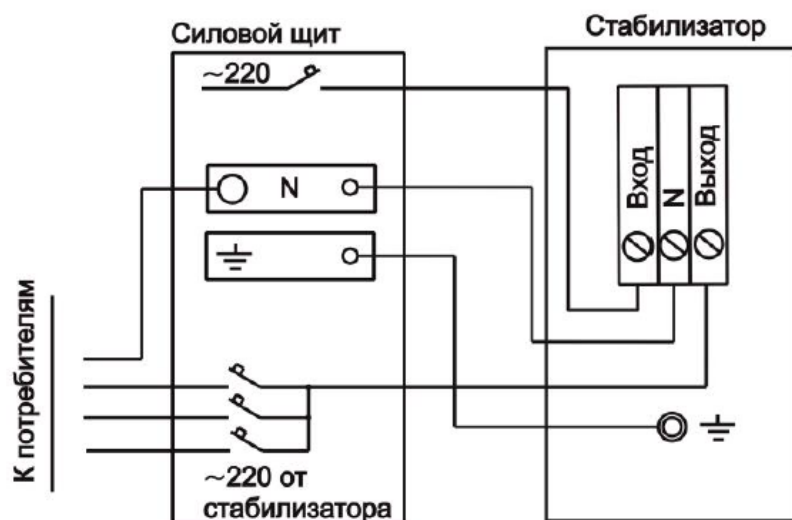 Силовой щит
Стабилизатор
~220
Вход
N
Выход
N
К потребителям
~220 от
стабилизатора